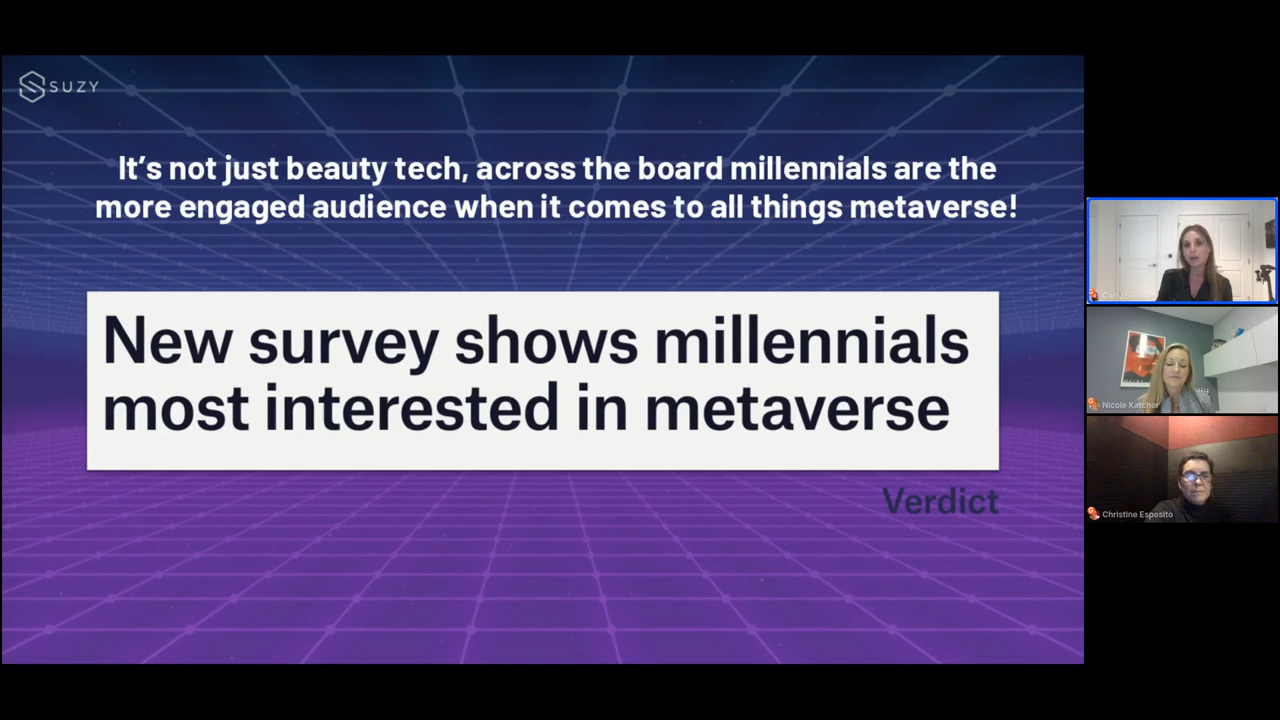 SUZY
It’s not just beauty tech, across the board millennials are the
more engaged audience when it comes to all things metaverse!
New survey shows millennials
most interested in metaverse
Verdict
Nicole Katcher
Christine Esposito